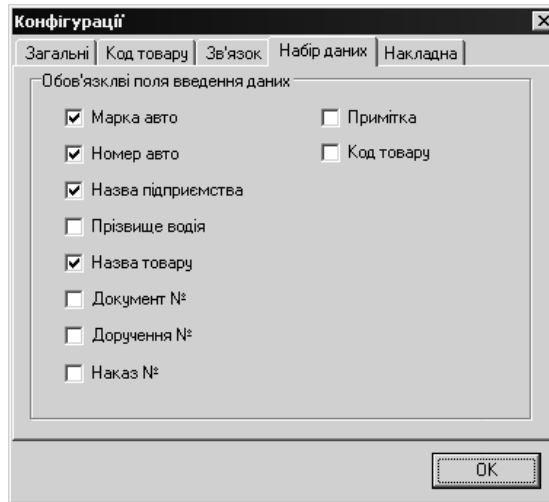 Конфігурації
Загальні Код товару Зв'язок Набір даних Накладна
Обов'язклві поля введення даних
Марка авто
Номер авто
Назва підприємства
Прізвище водія
Назва товару
Документ №
Доручення №
Наказ №
Примітка
Код товару
OK